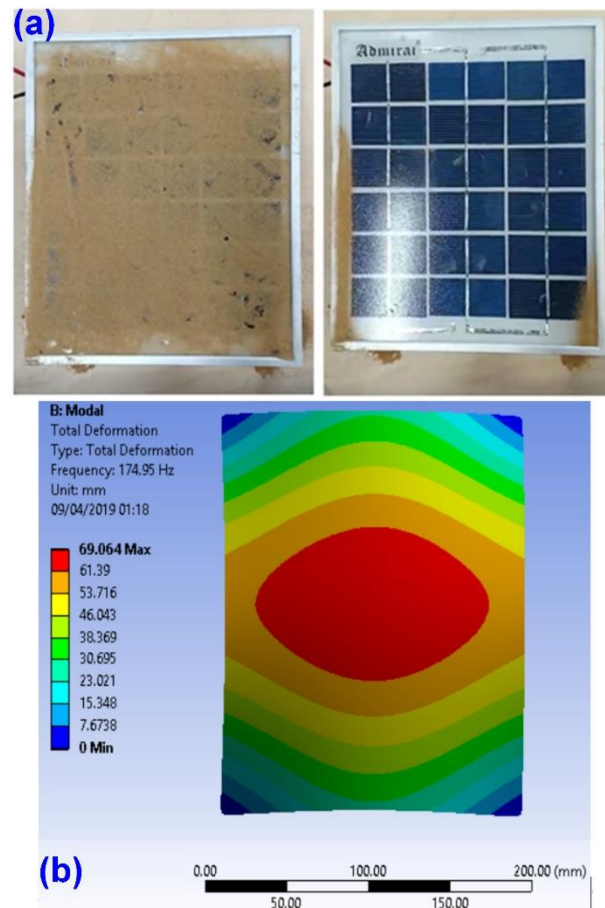 (a)
Admiral
B: Modal
Total Deformation
Type: Total Deformation
Frequency: 174.95 Hz
Unit: mm
09/04/2019 01:18
69.064 Max
61.39
53.716
46.043
38.369
30.695
23.021
15.348
7.6738
0 Min
(b)
0.00 100.00 200.00 (mm)
50.00 150.00